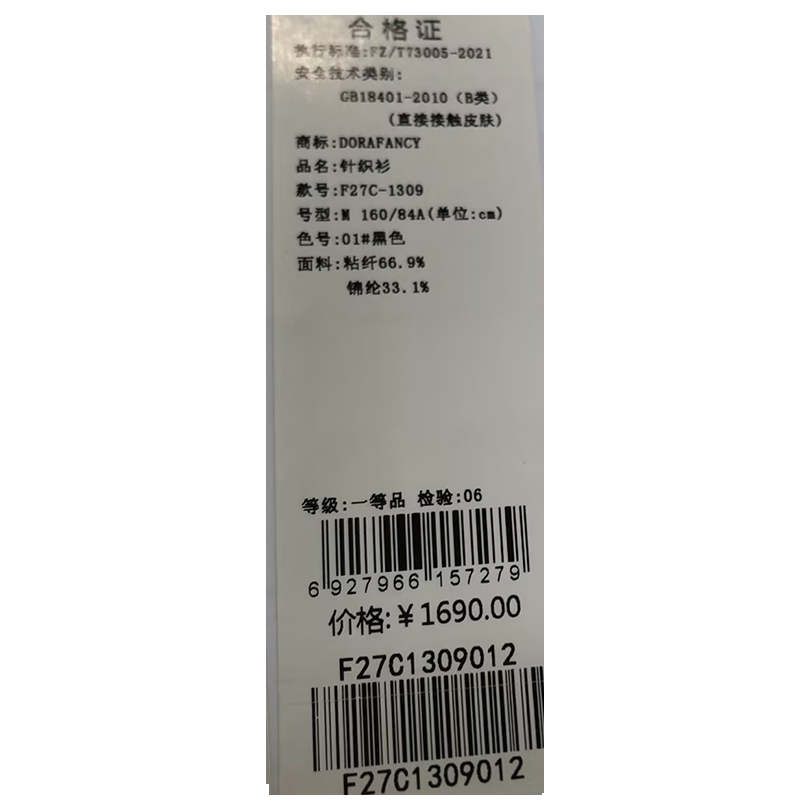 合格证
执行标准:FZ/T73005-2021
安全技术类别:
GB18401-2010（B类）
(直接接触皮肤)
商标:DORAFANCY
品名:针织衫
款号:F27C-1309
号型:M 160/84A(单位:cm)
色号:01#黑色
面料:粘纤66.9%
锦纶33.1%
等级:一等品 检验:06
6 927966 157279
价格:￥1690.00
F27C1309012
F27C1309012